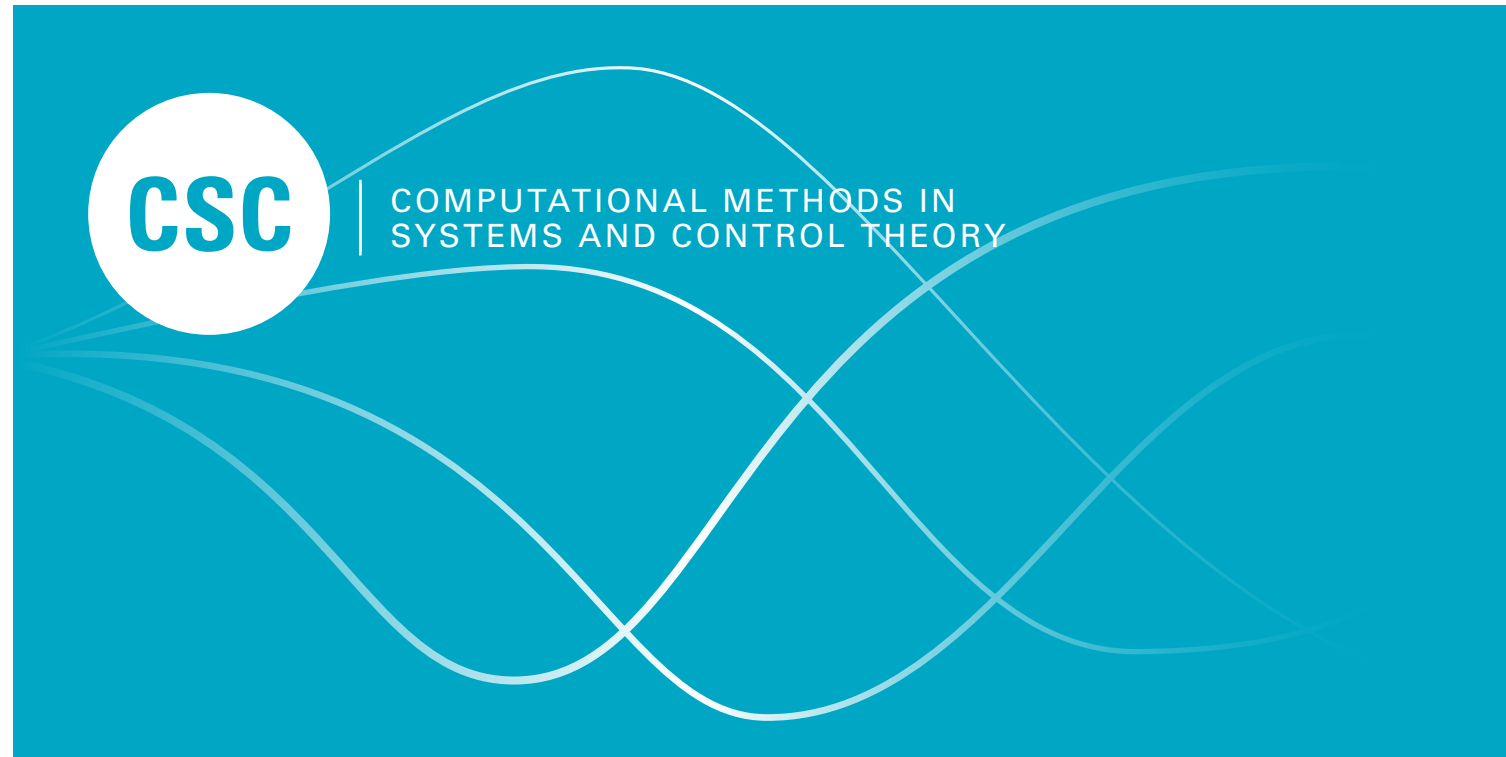 CSC
COMPUTATIONAL METHODS IN
SYSTEMS AND CONTROL THEORY